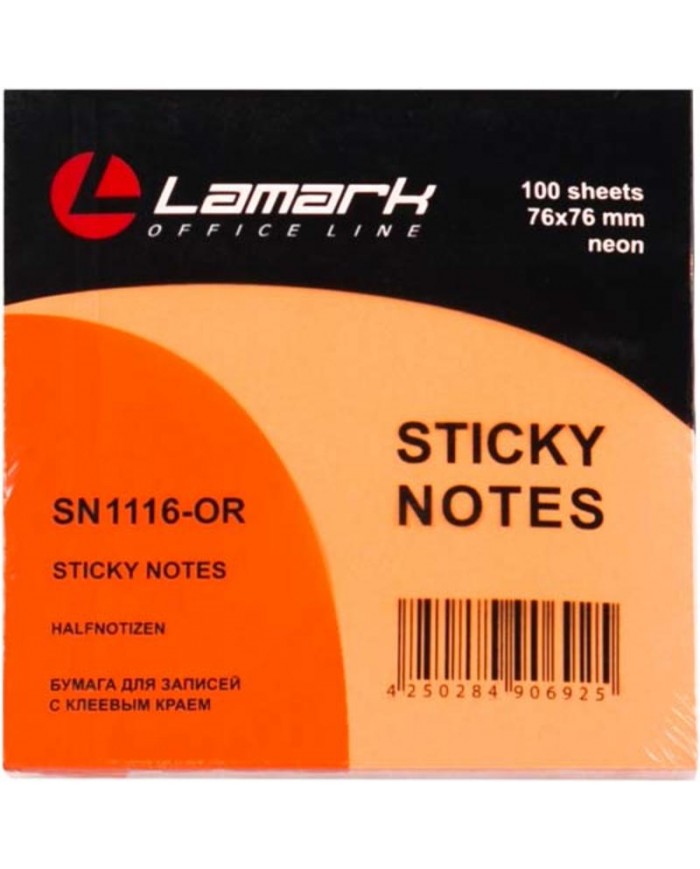 Lamark
OFFICE LINE
100 sheets
76x76 mm
neon
STICKY
NOTES
SN1116-OR
STICKY NOTES
HALFNOTIZEN
БУМАГА ДЛЯ ЗАПИСЕЙ
С КЛЕЕВЫМ КРАЕМ
4 250284 906925